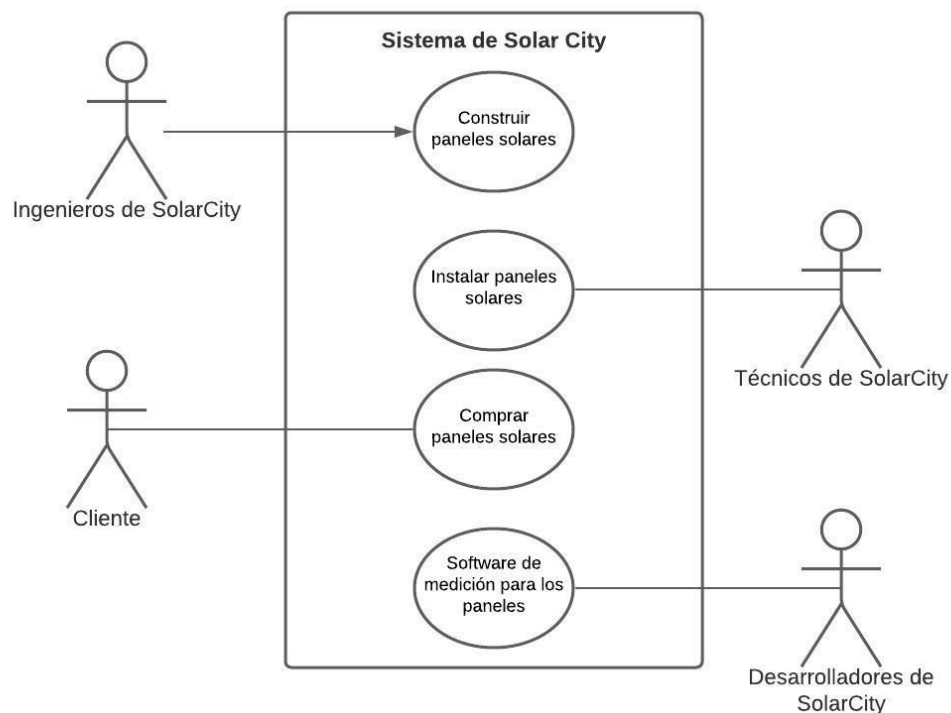 Sistema de Solar City
Construir
paneles solares
Ingenieros de SolarCity
Instalar paneles
solares
Técnicos de SolarCity
Comprar
paneles solares
Cliente
Software de
medición para los
paneles
Desarrolladores de
SolarCity